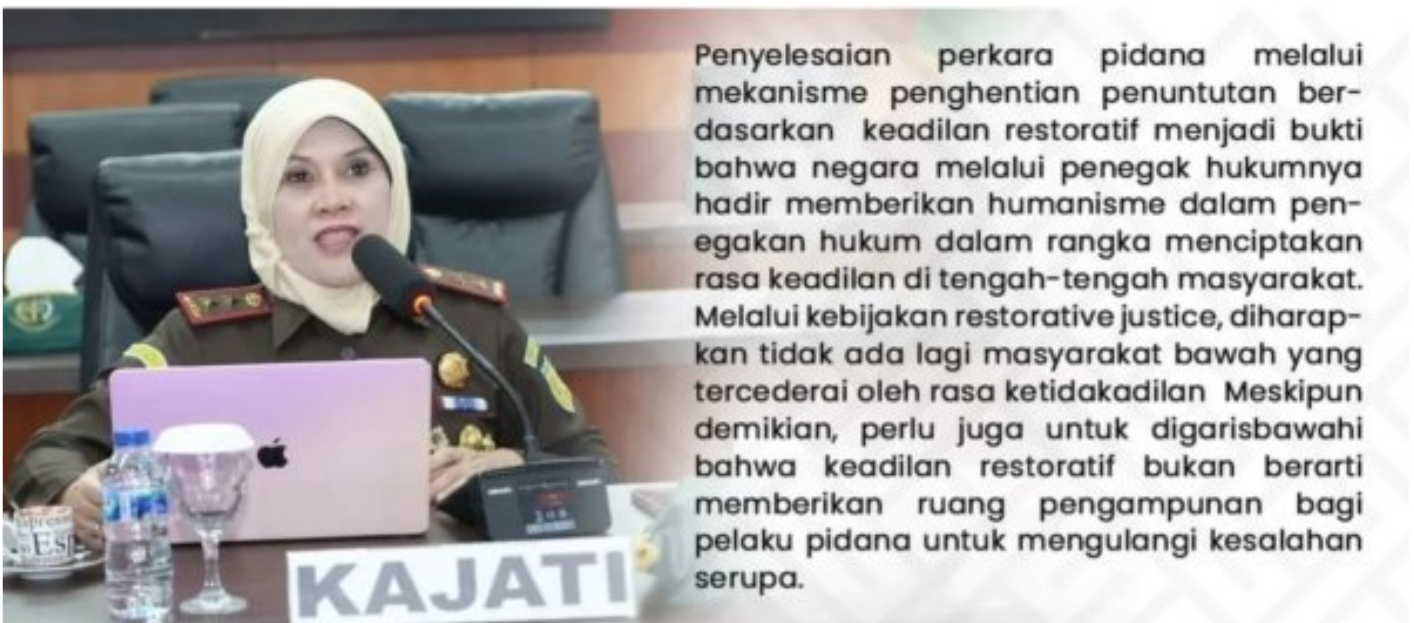 Penyelesaian perkara pidana melalui
mekanisme penghentian penuntutan ber-
dasarkan keadilan restoratif menjadi bukti
bahwa negara melalui penegak hukumnya
hadir memberikan humanisme dalam pen-
egakan hukum dalam rangka menciptakan
rasa keadilan di tengah-tengah masyarakat.
Melalui kebijakan restorative justice, diharap-
kan tidak ada lagi masyarakat bawah yang
tercederai oleh rasa ketidakadilan Meskipun
demikian, perlu juga untuk digarisbawahi
bahwa keadilan restoratif bukan berarti
memberikan ruang pengampunan bagi
pelaku pidana untuk mengulangi kesalahan
serupa.
KAJATI